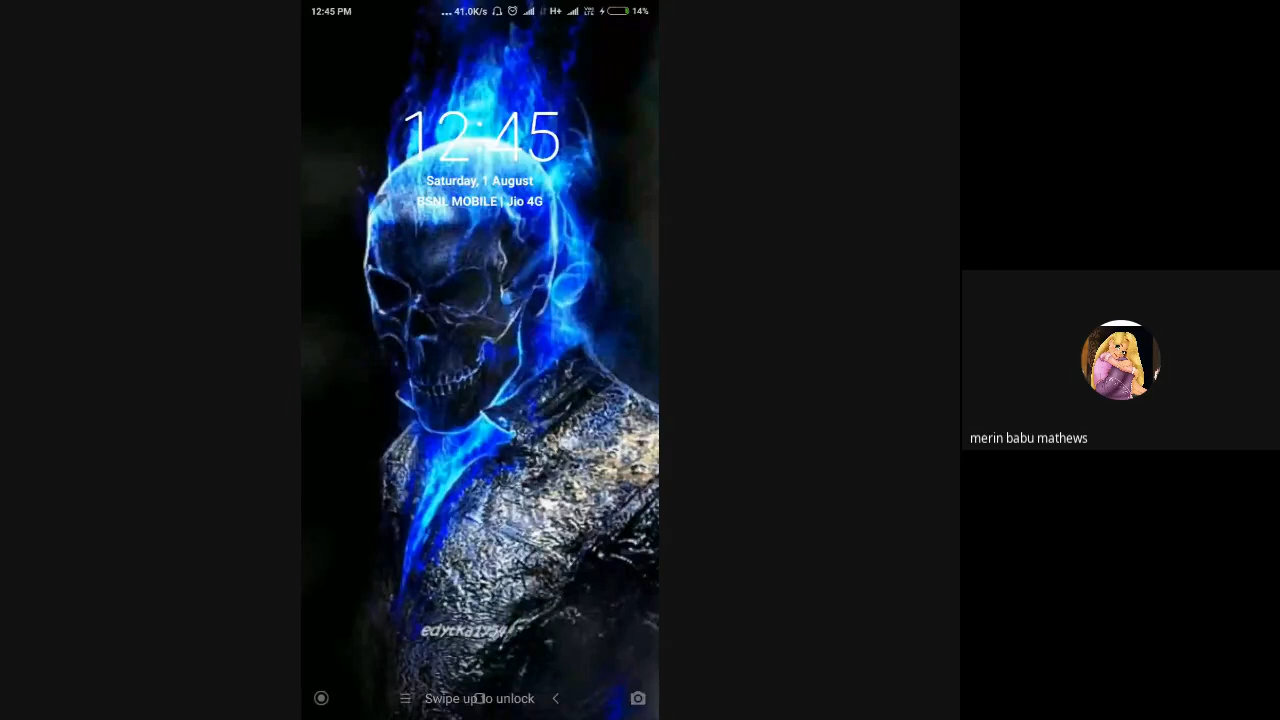 12:45 PM
... 41.0K/s H+ VoLTE 14%
12:45
Saturday, 1 August
BSNL MOBILE | Jio 4G
merin babu mathews
Swipe up to unlock